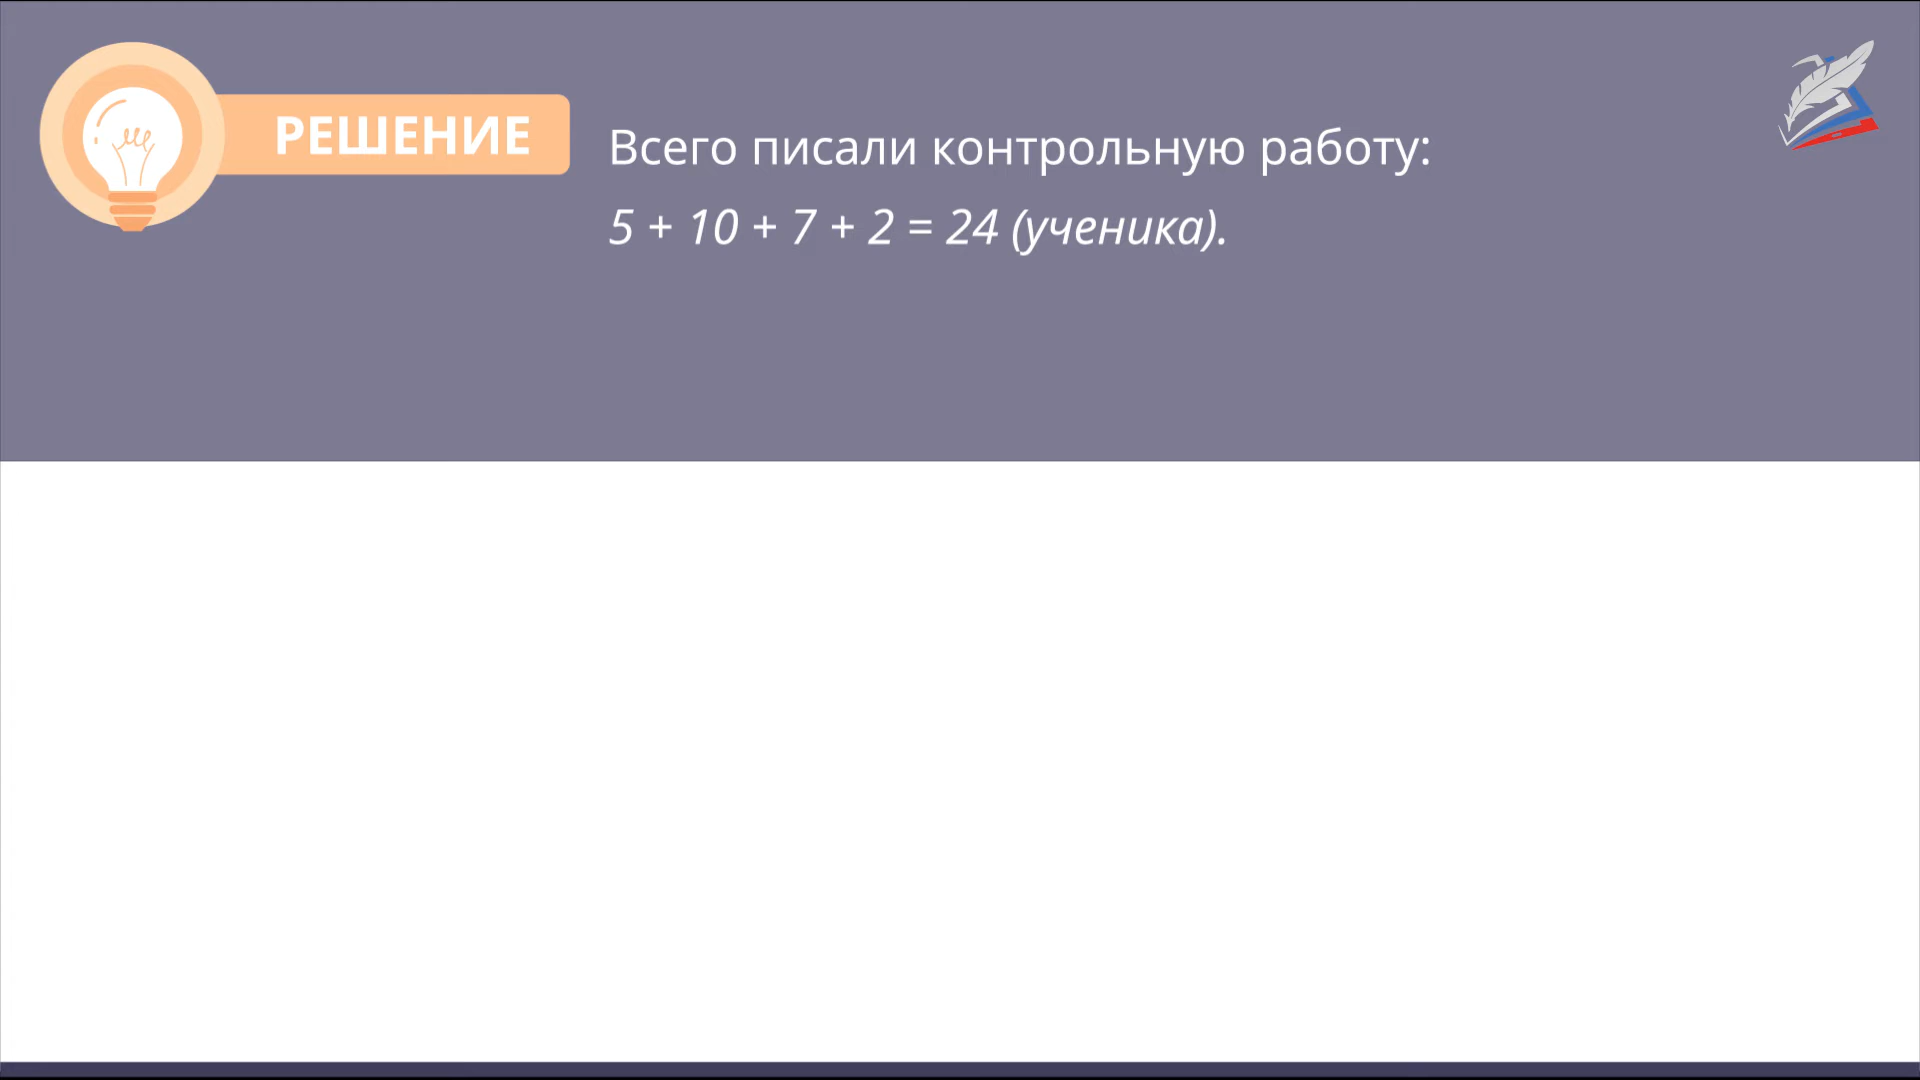 РЕШЕНИЕ
Всего писали контрольную работу:
5 + 10 + 7 + 2 = 24 (ученика).